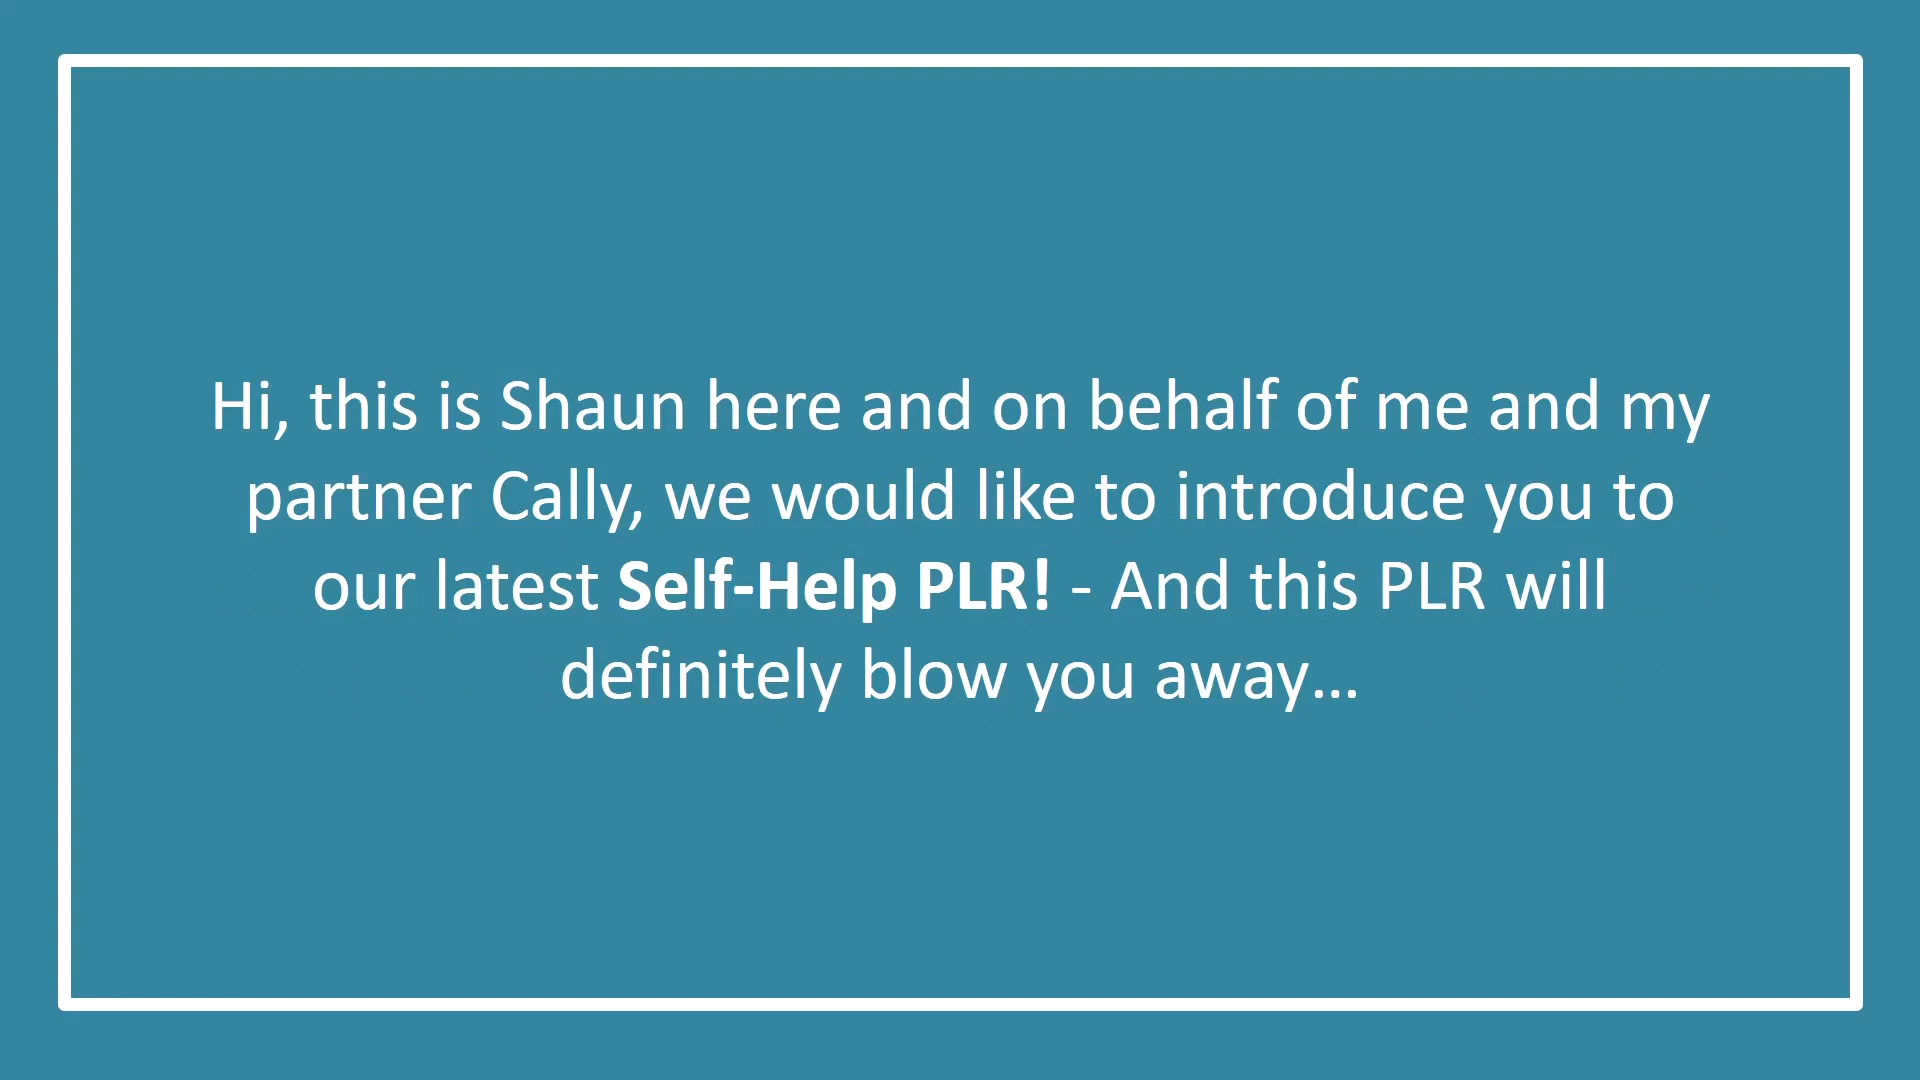 Hi, this is Shaun here and on behalf of me and my
partner Cally, we would like to introduce you to
our latest Self-Help PLR! - And this PLR will
definitely blow you away...